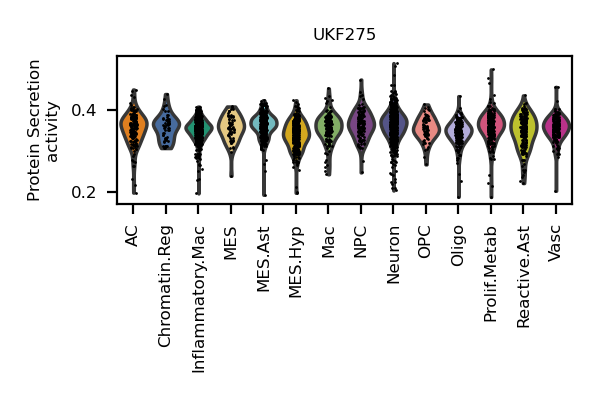 UKF275
Protein Secretion
activity
0.4
0.2
AC
Chromatin.Reg
Inflammatory.Mac
MES
MES.Ast
MES.Hyp
Mac
NPC
Neuron
OPC
Oligo
Prolif.Metab
Reactive.Ast
Vasc